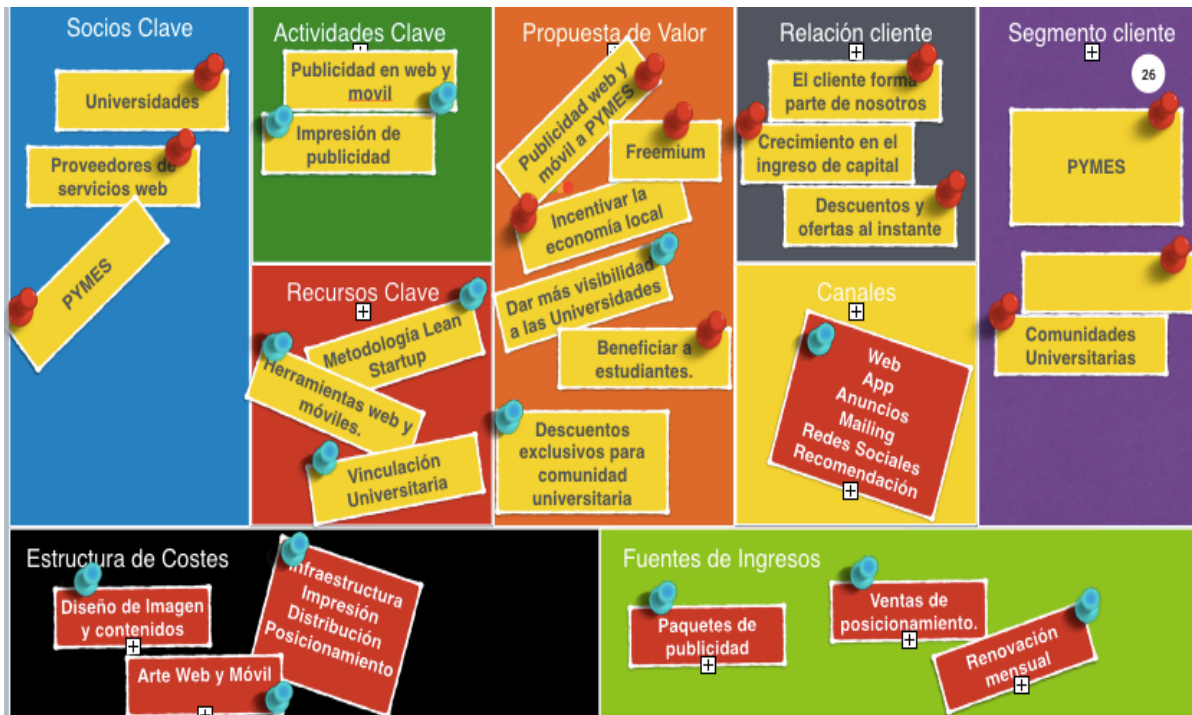 Socios Clave
Universidades
Proveedores de
servicios web
PYMES
Actividades Clave
Publicidad en web y
movil
Impresión de
publicidad
Recursos Clave
Metodología Lean
Startup
Herramientas web y
móviles.
Vinculación
Universitaria
Propuesta de Valor
Publicidad web y
móvil a PYMES
Freemium
Incentivar la
economía local
Dar más visibilidad
a las Universidades
Beneficiar a
estudiantes.
Descuentos
exclusivos para
comunidad
universitaria
Relación cliente
El cliente forma
parte de nosotros
Crecimiento en el
ingreso de capital
Descuentos y
ofertas al instante
Canales
Web
App
Anuncios
Mailing
Redes Sociales
Recomendación
Segmento cliente
26
PYMES
Comunidades
Universitarias
Estructura de Costes
Diseño de Imagen
y contenidos
Infraestructura
Impresión
Distribución
Posicionamiento
Arte Web y Móvil
Fuentes de Ingresos
Paquetes de
publicidad
Ventas de
posicionamiento.
Renovación
mensual